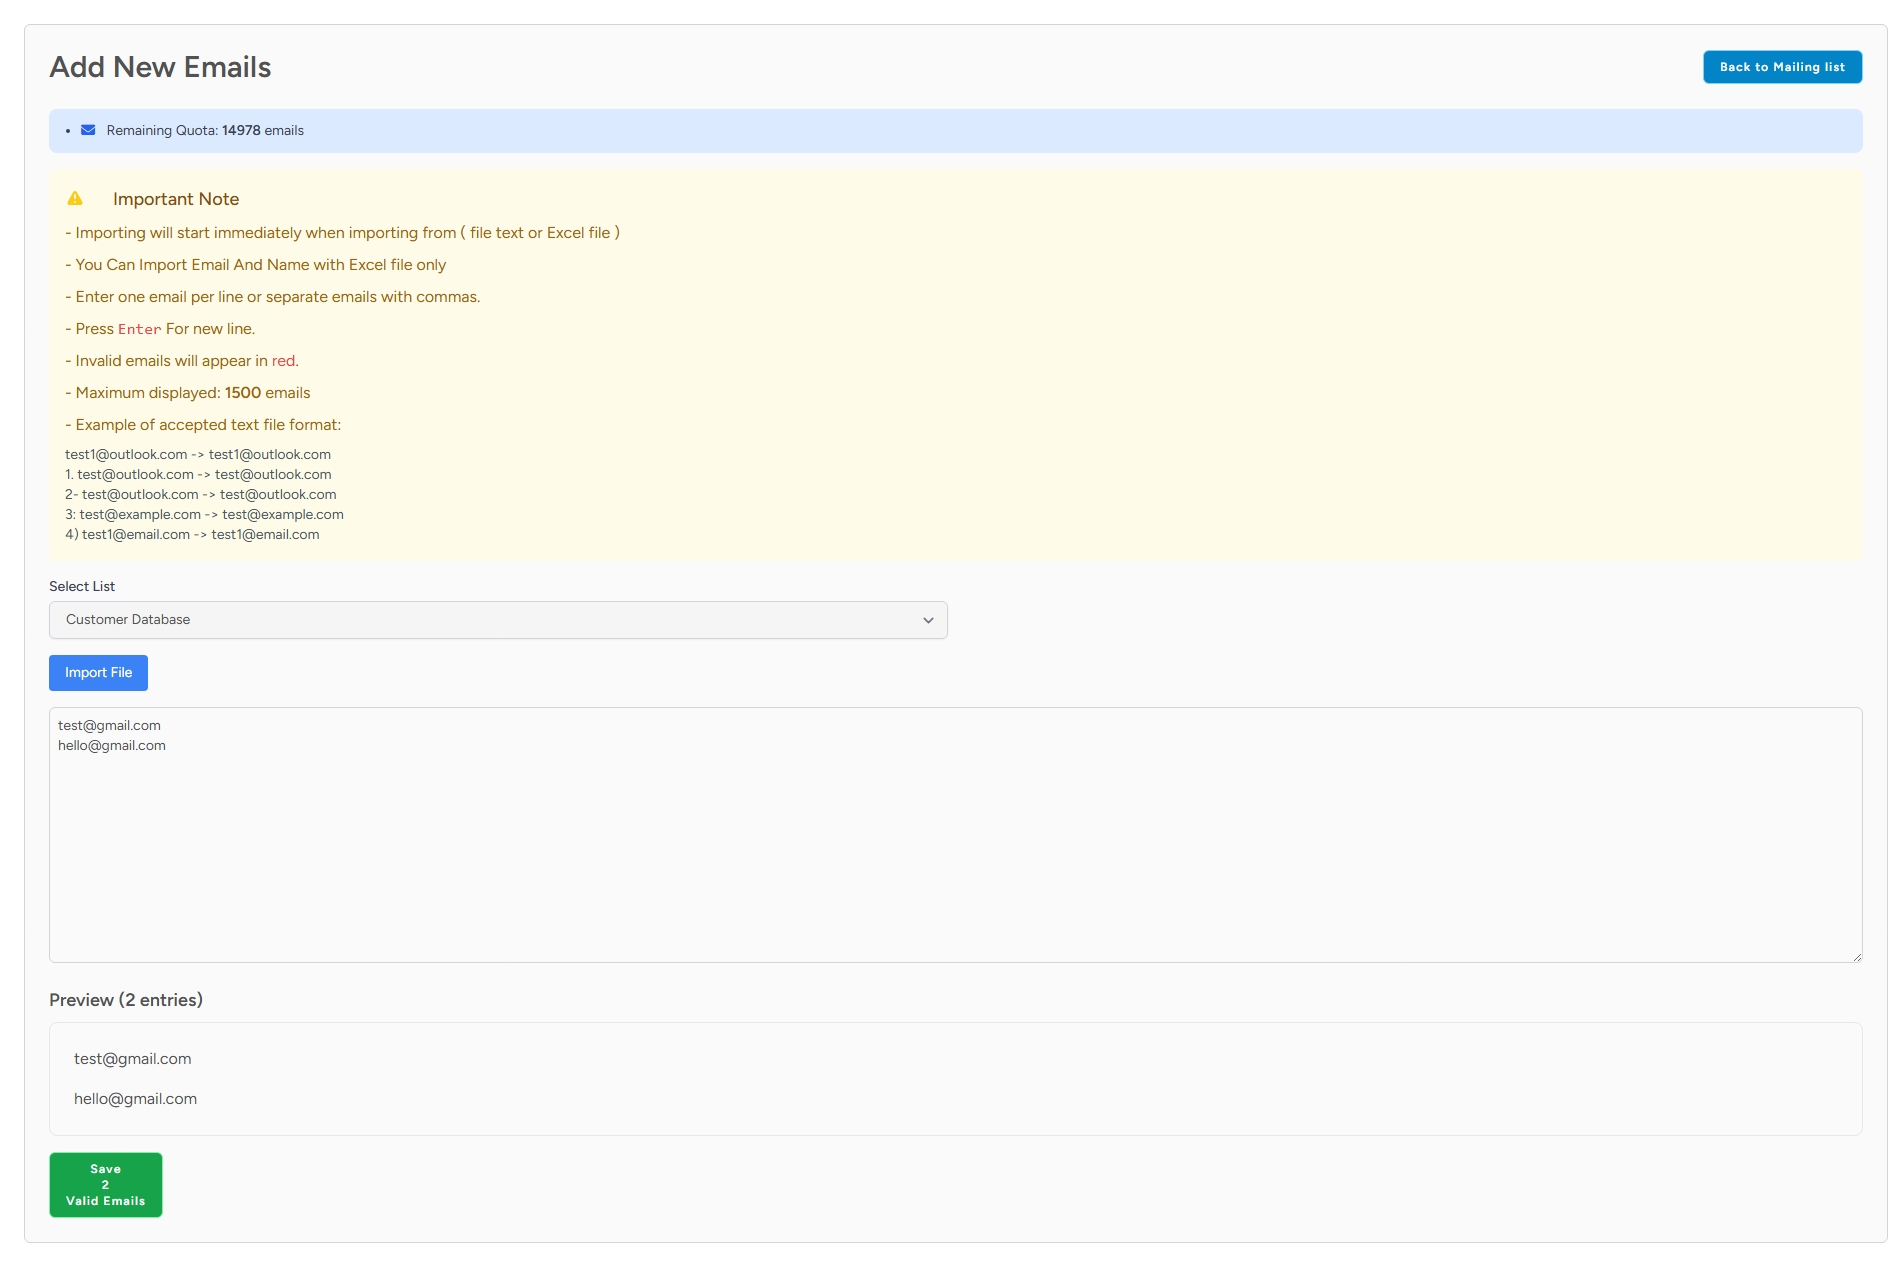 Add New Emails
Back to Mailing list
• Remaining Quota: 14978 emails
Important Note
- Importing will start immediately when importing from ( file text or Excel file )
- You Can Import Email And Name with Excel file only
- Enter one email per line or separate emails with commas.
- Press Enter For new line.
- Invalid emails will appear in red.
- Maximum displayed: 1500 emails
- Example of accepted text file format:
test1@outlook.com -> test1@outlook.com
1. test@outlook.com -> test@outlook.com
2- test@outlook.com -> test@outlook.com
3: test@example.com -> test@example.com
4) test1@email.com -> test1@email.com
Select List
Customer Database
Import File
test@gmail.com
hello@gmail.com
Preview (2 entries)
test@gmail.com
hello@gmail.com
Save
2
Valid Emails